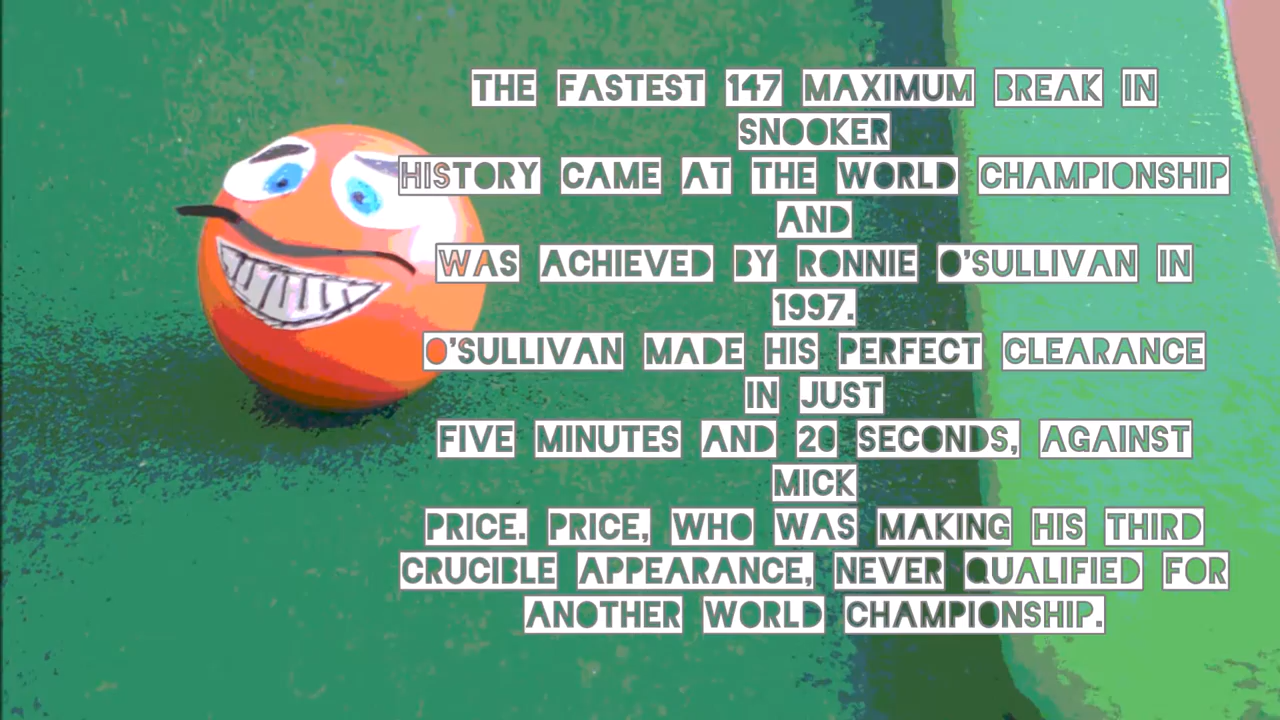 THE FASTEST 147 MAXIMUM BREAK IN
SNOOKER
HISTORY CAME AT THE WORLD CHAMPIONSHIP
AND
WAS ACHIEVED BY RONNIE O'SULLIVAN IN
1997.
O'SULLIVAN MADE HIS PERFECT CLEARANCE
IN JUST
FIVE MINUTES AND 20 SECONDS, AGAINST
MICK
PRICE. PRICE, WHO WAS MAKING HIS THIRD
CRUCIBLE APPEARANCE, NEVER QUALIFIED FOR
ANOTHER WORLD CHAMPIONSHIP.